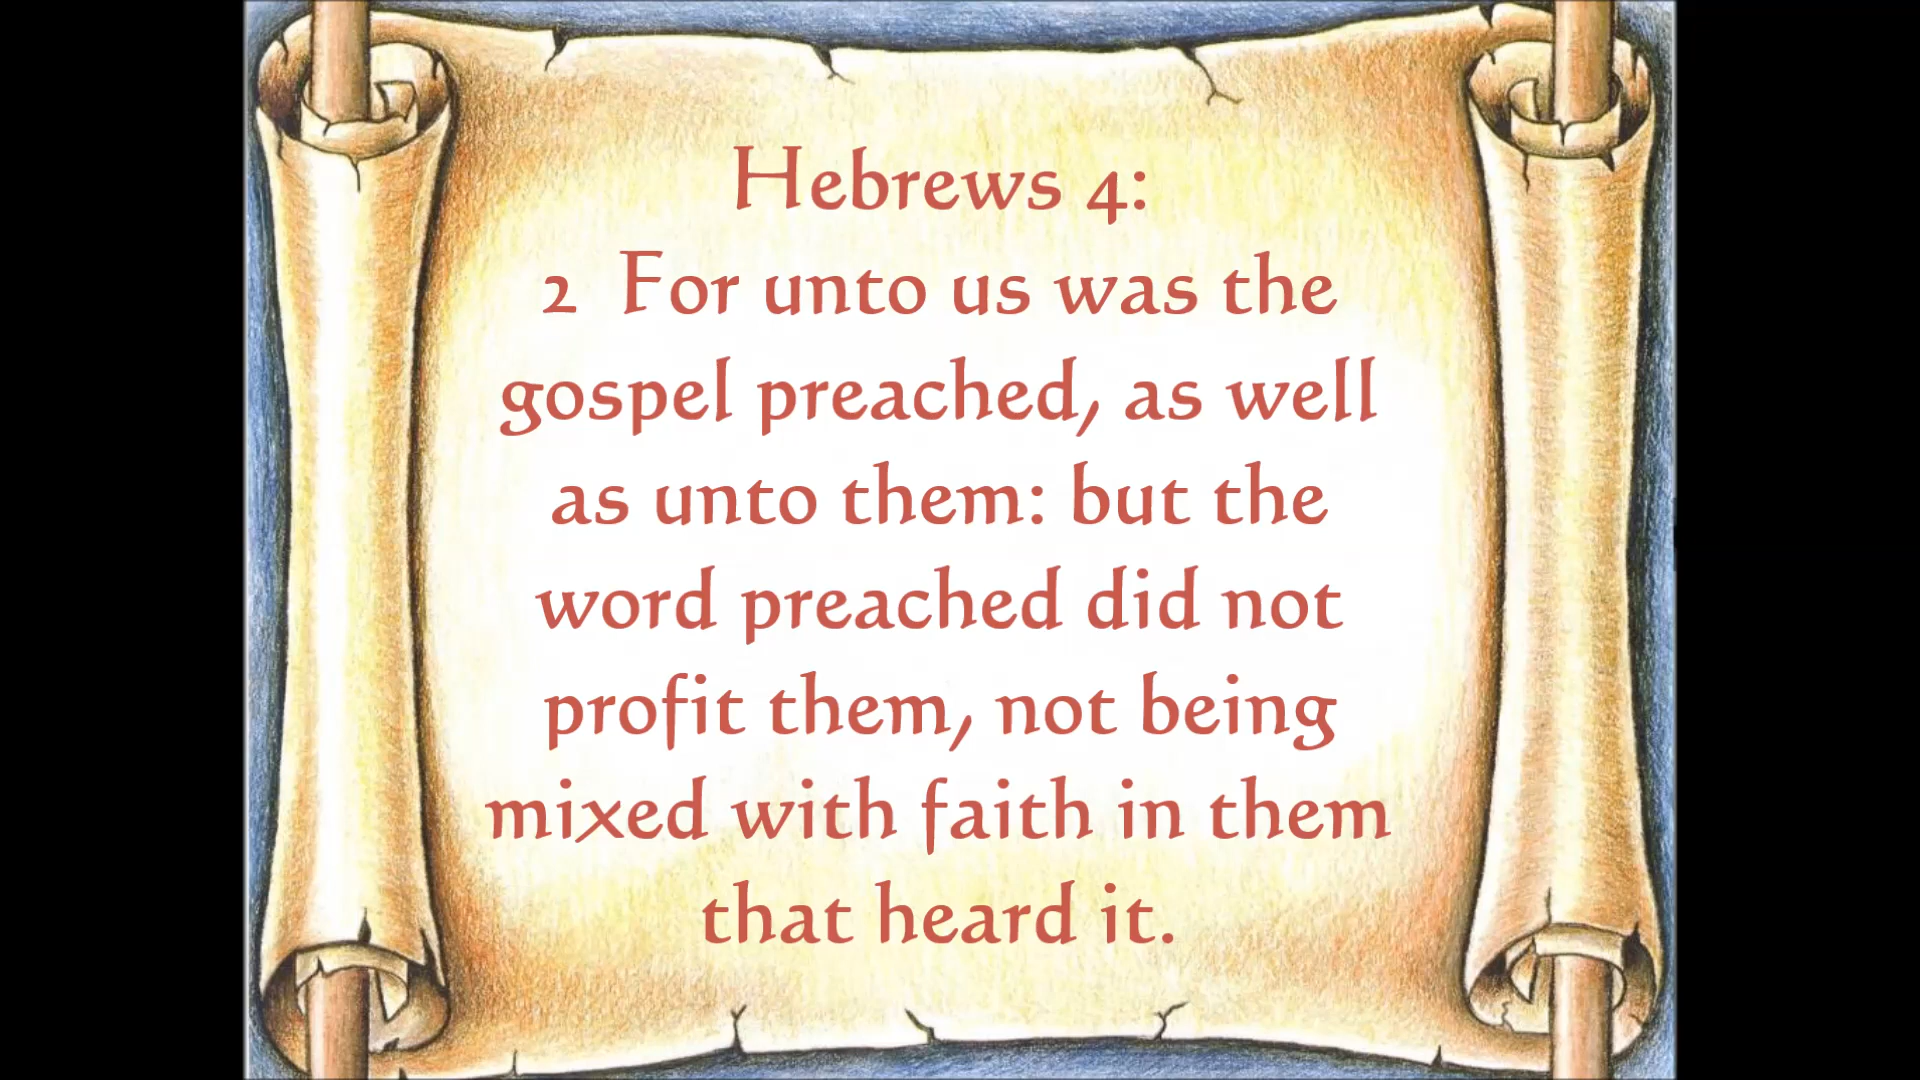 Hebrews 4:
2 For unto us was the
gospel preached, as well
as unto them: but the
word preached did not
profit them, not being
mixed with faith in them
that heard it.